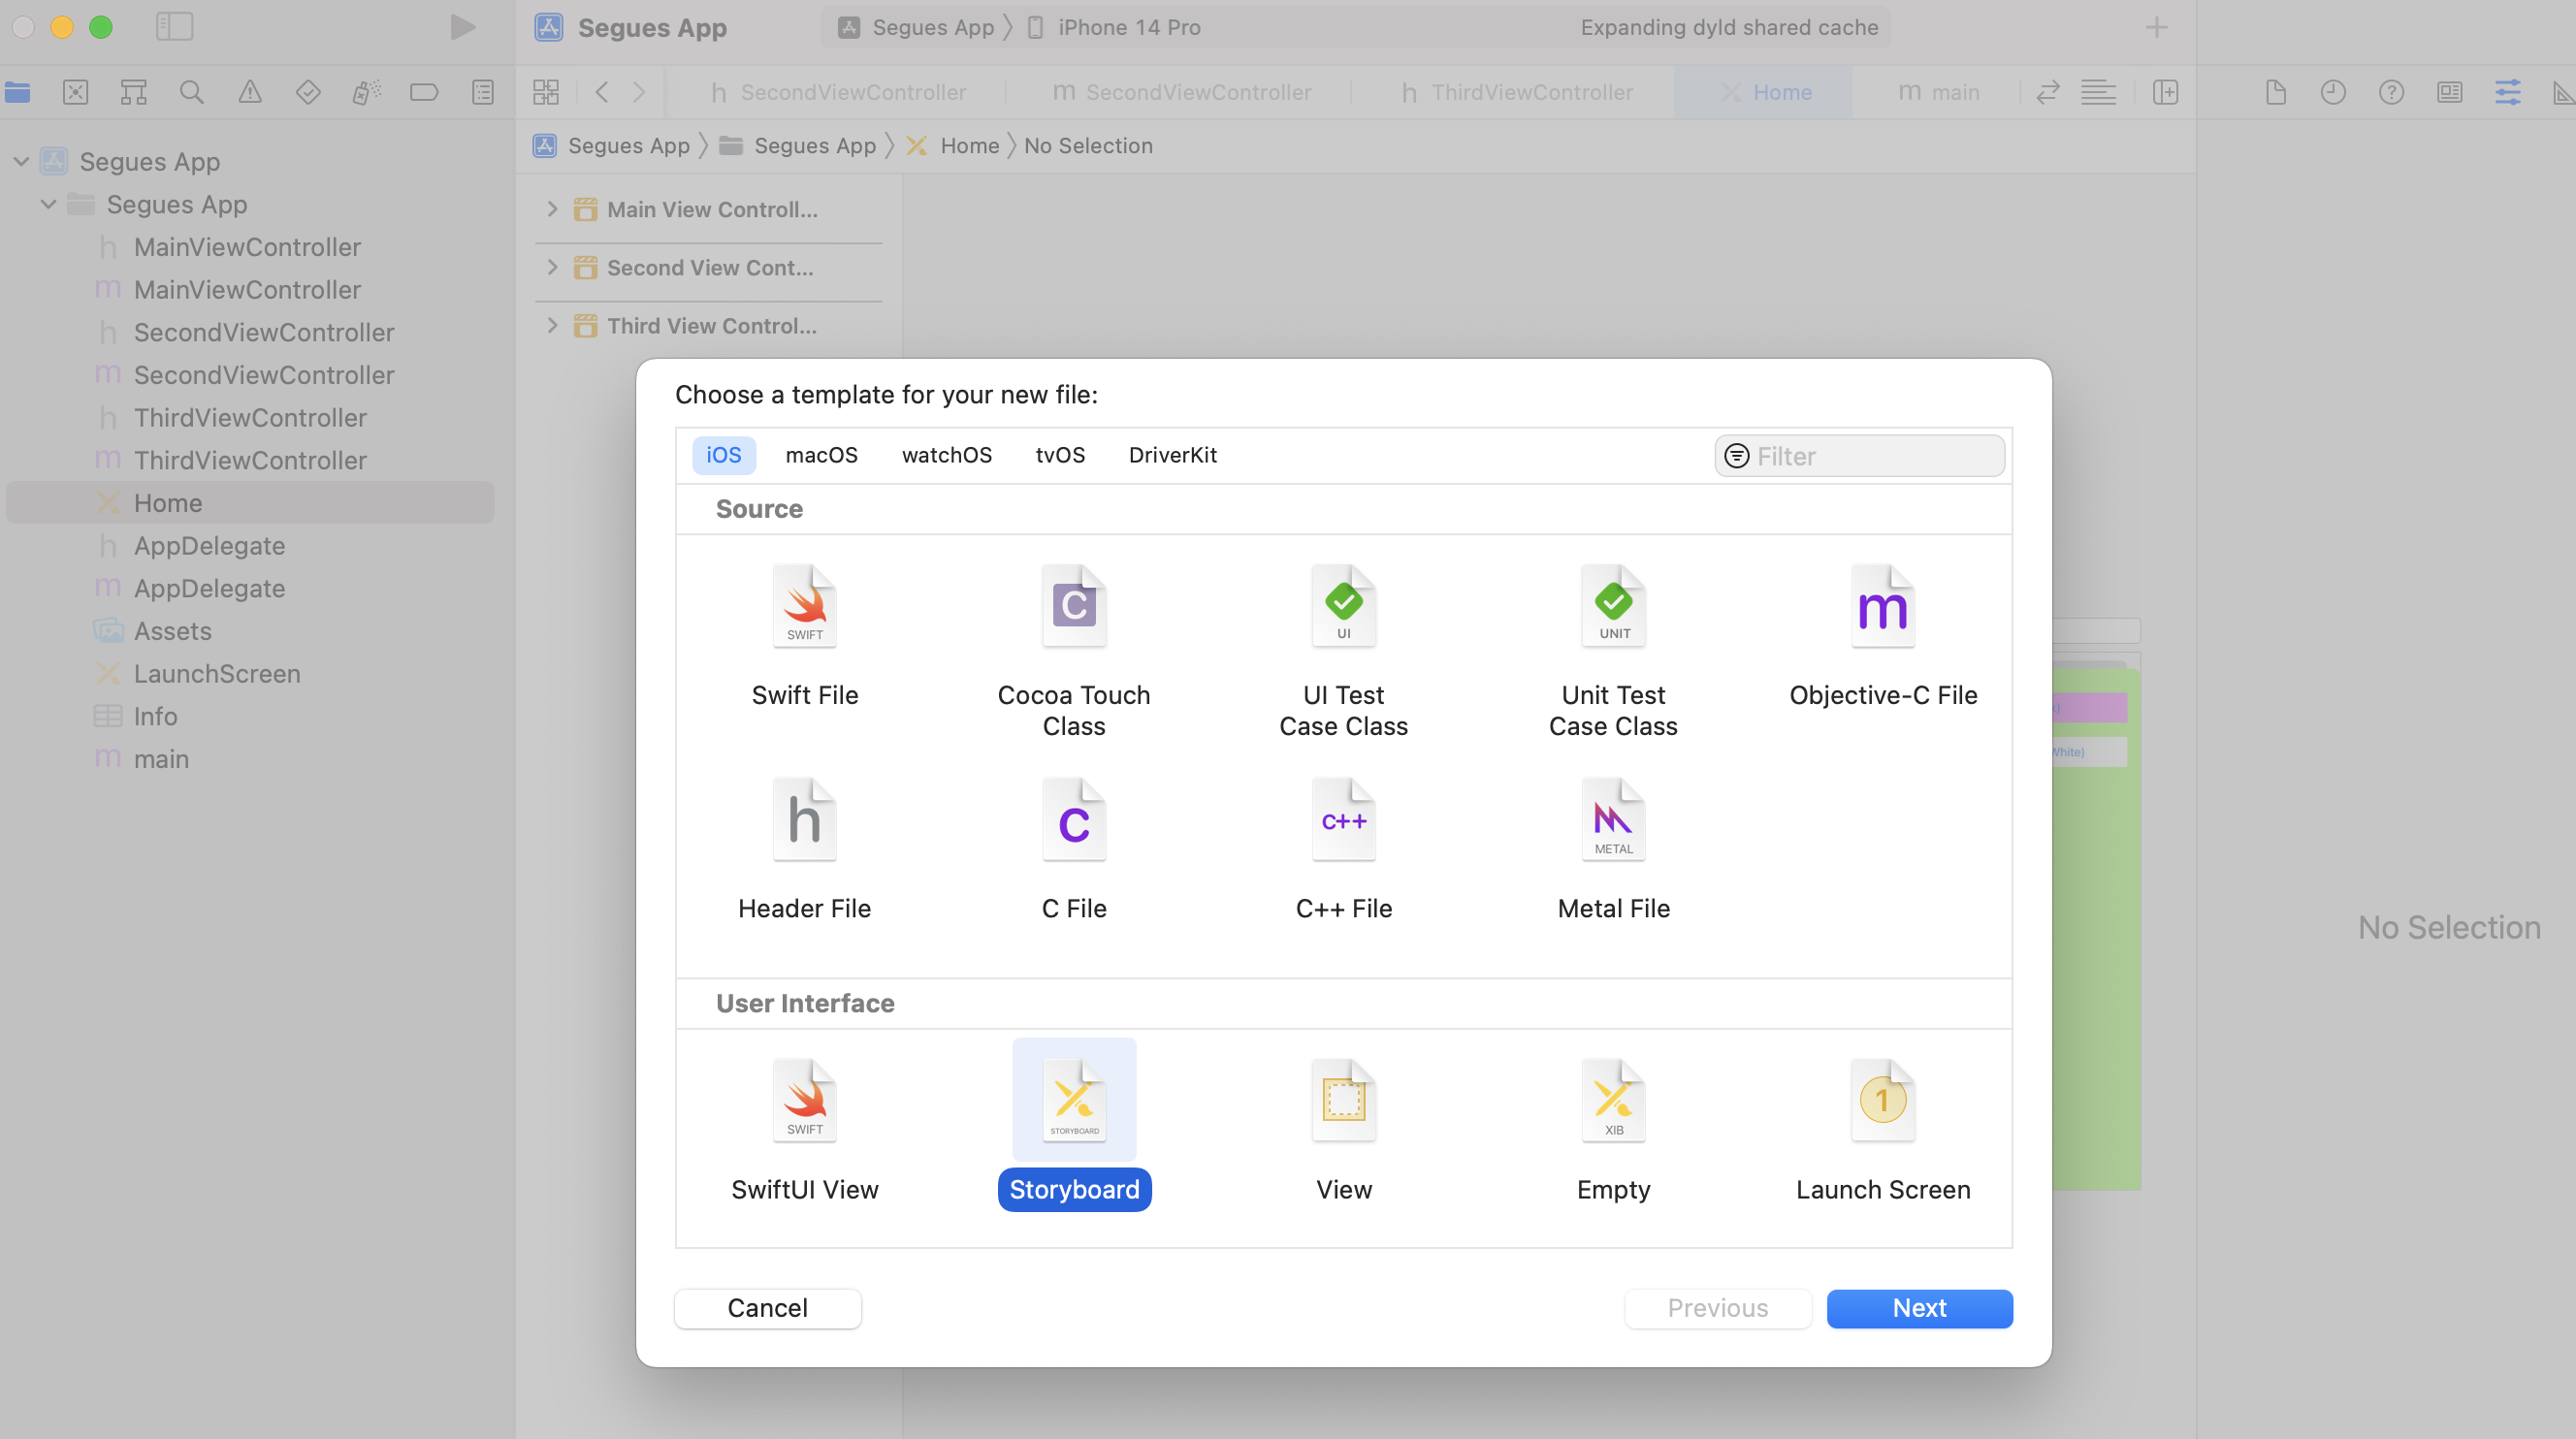 Segues App
Segues App
iPhone 14 Pro
Expanding dyld shared cache
h SecondViewController
m SecondViewController
h ThirdViewController
Home
m main
Segues App
Segues App
Home
No Selection
Segues App
Segues App
h MainViewController
m MainViewController
h SecondViewController
m SecondViewController
h ThirdViewController
m ThirdViewController
Home
h AppDelegate
m AppDelegate
Assets
LaunchScreen
Info
m main
Main View Controll...
Second View Cont...
Third View Control...
Choose a template for your new file:
iOS
macOS
watchOS
tvOS
DriverKit
Filter
Source
SWIFT
C
UI
UNIT
m
Swift File
Cocoa Touch
Class
UI Test
Case Class
Unit Test
Case Class
Objective-C File
h
C
C++
METAL
Header File
C File
C++ File
Metal File
User Interface
SWIFT
STORYBOARD
XIB
1
SwiftUI View
Storyboard
View
Empty
Launch Screen
Cancel
Previous
Next
White)
No Selection